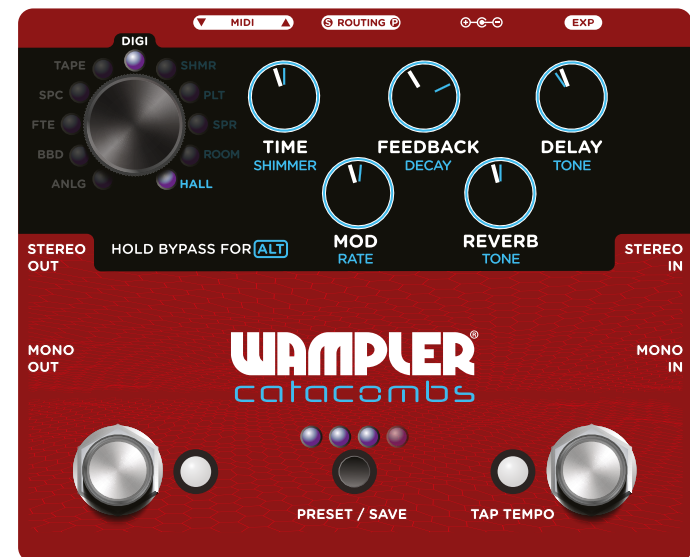 MIDI
S ROUTING P
EXP
DIGI
TAPE
SHMR
SPC
PLT
FTE
SPR
BBD
ROOM
ANLG
HALL
TIME
SHIMMER
FEEDBACK
DECAY
DELAY
TONE
MOD
RATE
REVERB
TONE
HOLD BYPASS FOR ALT
STEREO
OUT
STEREO
IN
MONO
OUT
MONO
IN
WAMPLER®
catacombs
PRESET / SAVE
TAP TEMPO